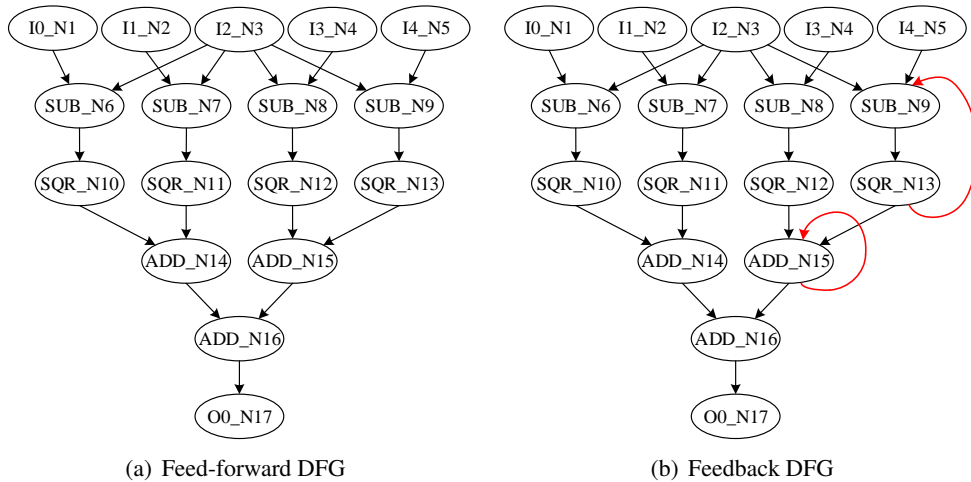 I0_N1 I1_N2 I2_N3 I3_N4 I4_N5
SUB_N6 SUB_N7 SUB_N8 SUB_N9
SQR_N10 SQR_N11 SQR_N12 SQR_N13
ADD_N14 ADD_N15
ADD_N16
O0_N17
(a) Feed-forward DFG
I0_N1 I1_N2 I2_N3 I3_N4 I4_N5
SUB_N6 SUB_N7 SUB_N8 SUB_N9
SQR_N10 SQR_N11 SQR_N12 SQR_N13
ADD_N14 ADD_N15
ADD_N16
O0_N17
(b) Feedback DFG